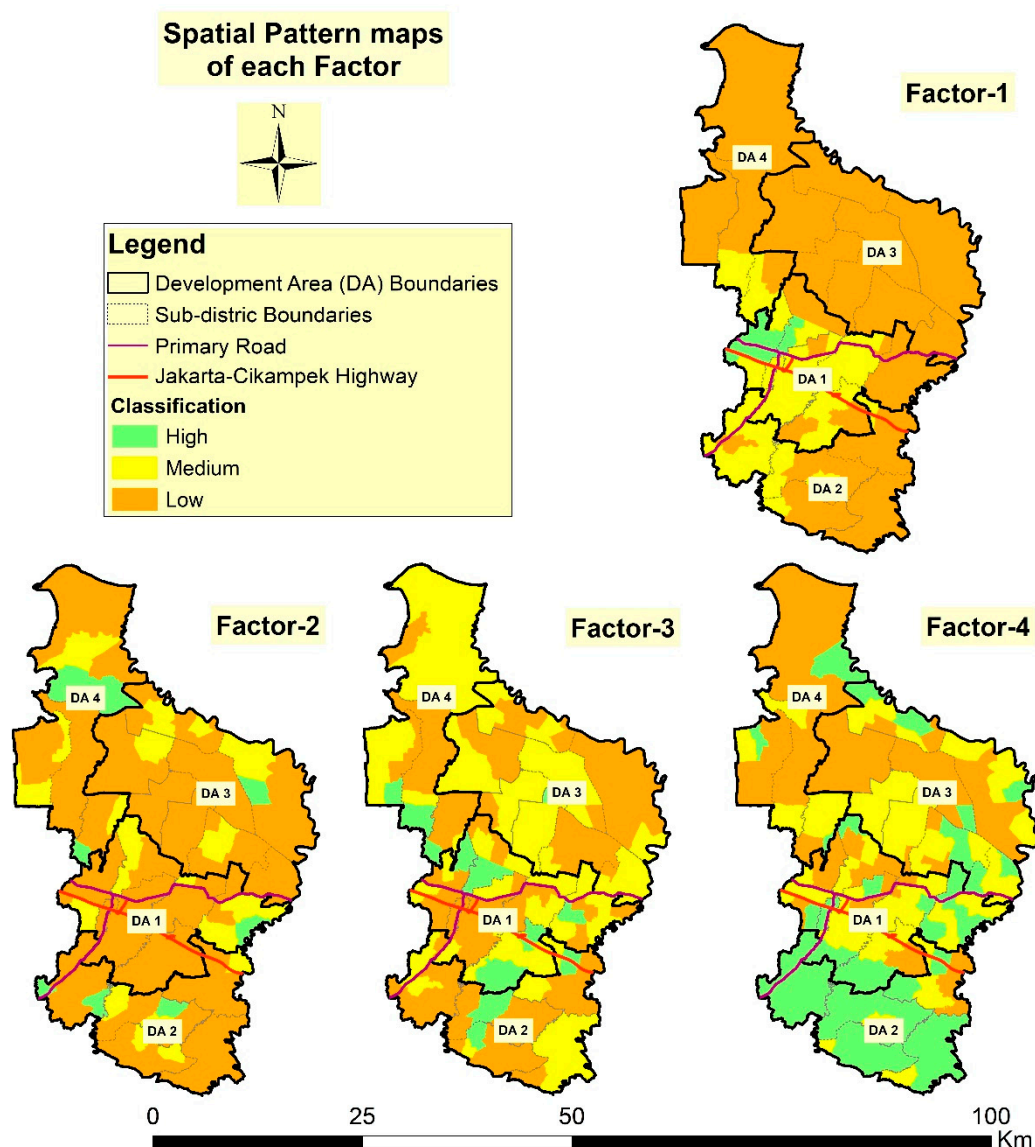 Spatial Pattern maps
of each Factor
N
Legend
Development Area (DA) Boundaries
Sub-distric Boundaries
Primary Road
Jakarta-Cikampek Highway
Classification
High
Medium
Low
Factor-1
DA 4
DA 3
DA 1
DA 2
Factor-2
DA 4
DA 3
DA 1
DA 2
Factor-3
DA 4
DA 3
DA 1
DA 2
Factor-4
DA 4
DA 3
DA 1
DA 2
0 25 50 100
Km